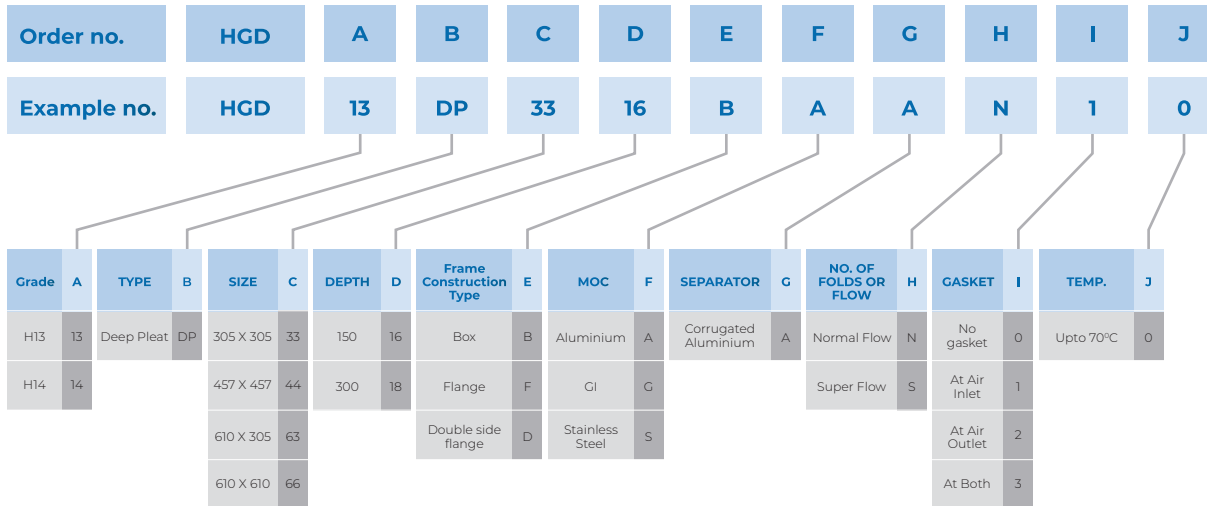 Order no. HGD A B C D E F G H I J
Example no. HGD 13 DP 33 16 B A A N 1 0
Grade A TYPE B SIZE C DEPTH D Frame Construction Type E MOC F SEPARATOR G NO. OF FOLDS OR FLOW H GASKET I TEMP. J
H13 13 Deep Pleat DP 305 X 305 33 150 16 Box B Aluminium A Corrugated Aluminium A Normal Flow N No gasket 0 Upto 70⁰C 0
H14 14 457 X 457 44 300 18 Flange F GI G Super Flow S At Air Inlet 1
610 X 305 63 Double side flange D Stainless Steel S At Air Outlet 2
610 X 610 66 At Both 3